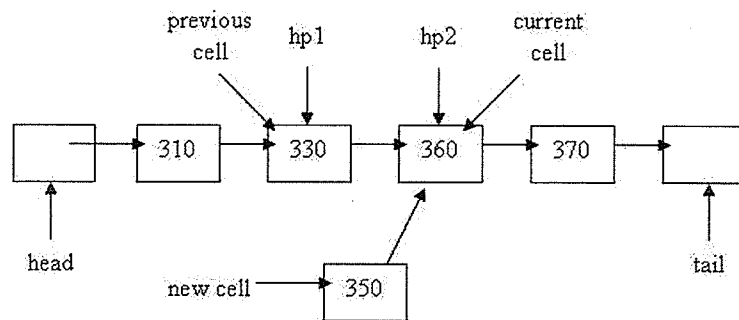 previous
cell
hp1
hp2
current
cell
310
330
360
370
head
new cell
350
tail